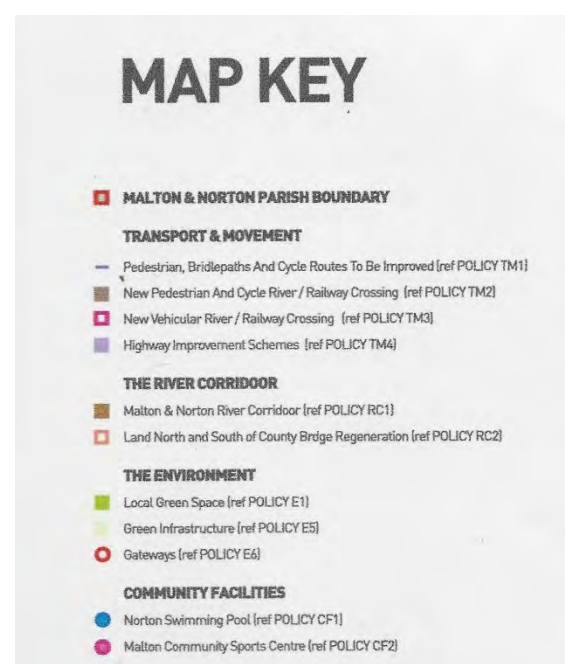 MAP KEY
MALTON & NORTON PARISH BOUNDARY
TRANSPORT & MOVEMENT
Pedestrian, Bridlepaths And Cycle Routes To Be Improved (ref POLICY TM1)
New Pedestrian And Cycle River / Railway Crossing (ref POLICY TM2)
New Vehicular River / Railway Crossing (ref POLICY TM3)
Highway Improvement Schemes (ref POLICY TM4)
THE RIVER CORRIDOOR
Malton & Norton River Corridor (ref POLICY RC1)
Land North and South of County Brdge Regeneration (ref POLICY RC2)
THE ENVIRONMENT
Local Green Space (ref POLICY E1)
Green Infrastructure (ref POLICY E5)
Gateways (ref POLICY E6)
COMMUNITY FACILITIES
Norton Swimming Pool (ref POLICY CF1)
Malton Community Sports Centre (ref POLICY CF2)